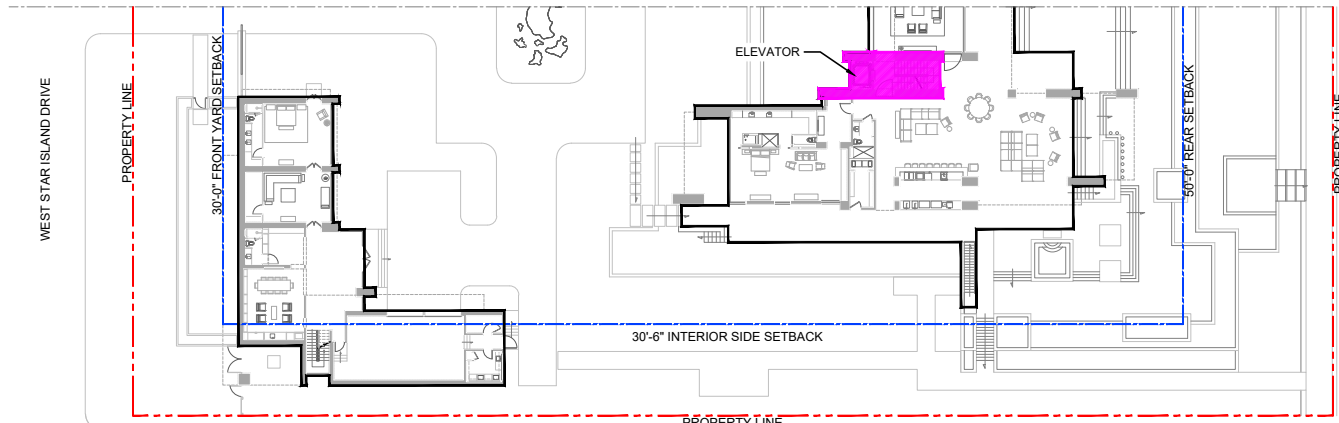 ELEVATOR
WEST STAR ISLAND DRIVE
PROPERTY LINE
30'-0" FRONT YARD SETBACK
50'-0" REAR SETBACK
PROPERTY LINE
30'-6" INTERIOR SIDE SETBACK
PROPERTY LINE